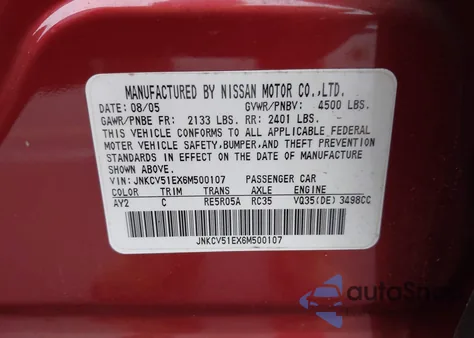 MANUFACTURED BY NISSAN MOTOR CO.,LTD.
DATE: 08/05 GVWR/PNBV: 4500 LBS.
GAWR/PNBE FR: 2133 LBS. RR: 2401 LBS.
THIS VEHICLE CONFORMS TO ALL APPLICABLE FEDERAL
MOTOR VEHICLE SAFETY,BUMPER,AND THEFT PREVENTION
STANDARDS IN EFFECT ON THE DATE OF MANUFACTURE
SHOWN ABOVE.
VIN: JNKCV51EX6M500107 PASSENGER CAR
COLOR TRIM TRANS AXLE ENGINE
AY2 C RE5R05A RC35 VQ35(DE) 3498CC
JNKCV51EX6M500107